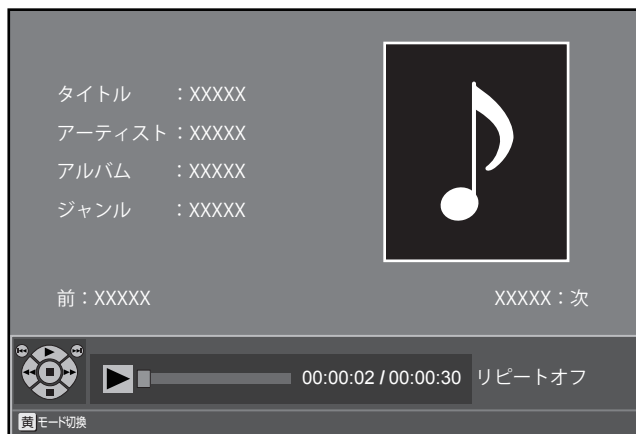 タイトル　　：XXXXX
アーティスト：XXXXX
アルバム　　：XXXXX
ジャンル　　：XXXXX
前：XXXXX　XXXXX：次
00:00:02 / 00:00:30　リピートオフ
黄 モード切換